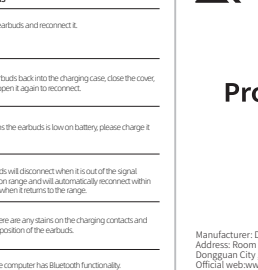 earbuds and reconnect it.
buds back into the charging case, close the cover,
open it again to reconnect.
s the earbuds is low on battery, please charge it
ds will disconnect when it is out of the signal
on range and will automatically reconnect within
when it returns to the range.
ere are any stains on the charging contacts and
position of the earbuds.
e computer has Bluetooth functionality.
Pro
Manufacturer: D
Address: Room
Dongguan City
Official web:ww